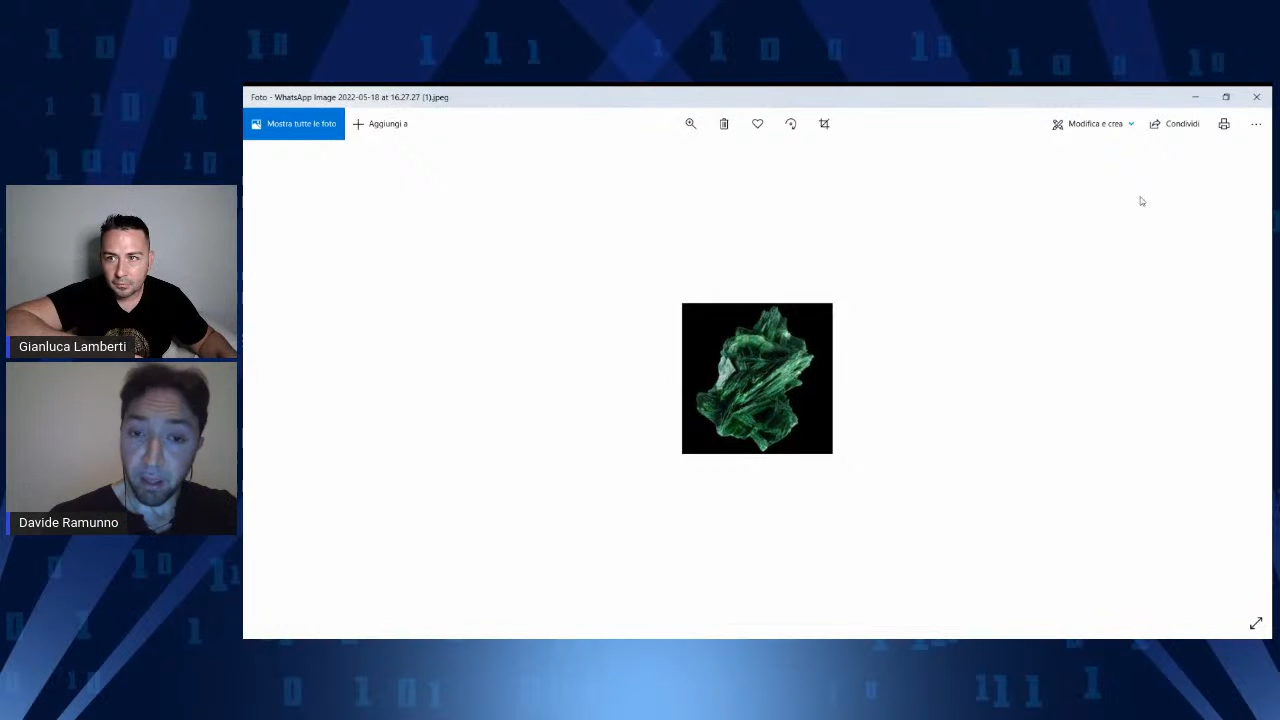 Foto - WhatsApp Image 2022-05-18 at 16.27.27 (1).jpeg
Mostra tutte le foto
Aggiungi a
Modifica e crea
Condividi
Gianluca Lamberti
Davide Ramunno